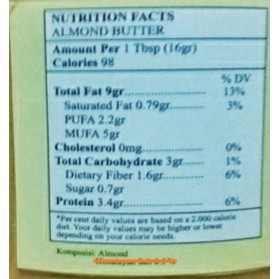 NUTRITION FACTS
ALMOND BUTTER
Amount Per 1 Tbsp (16gr)
Calories 98
% DV
Total Fat 9gr............ 13%
Saturated Fat 0.79gr........... 3%
PUFA 2.2gr
MUFA 5gr
Cholesterol 0mg............ 0%
Total Carbohydrate 3gr...... 1%
Dietary Fiber 1.6gr........... 6%
Sugar 0.7gr
Protein 3.4gr.................. 6%
*Per cent daily values are based on a 2.000 calorie
diet. Your daily values may be higher or lower
depending on your calorie needs.
Komposisi: Almond